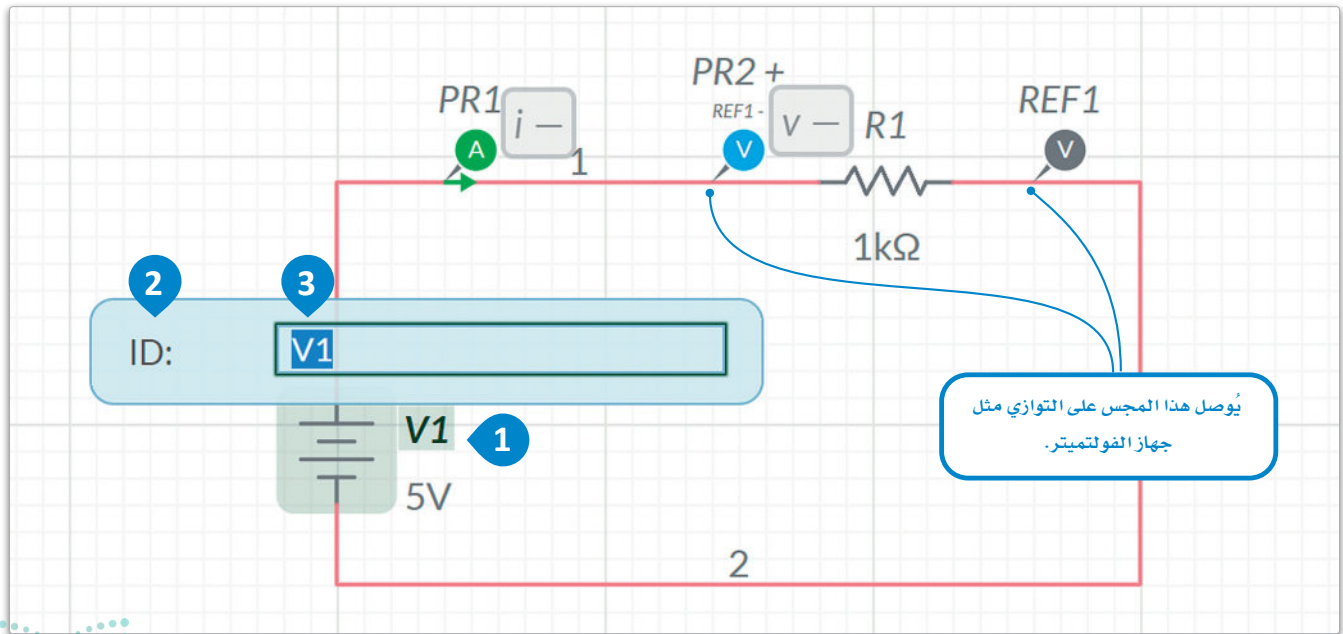 PR1
i –
A
1
PR2 +
REF1 -
v –
V
R1
1kΩ
REF1
V
2
3
ID:
V1
V1
1
5V
يُوصل هذا المجس على التوازي مثل
جهاز الفولتميتر.
2